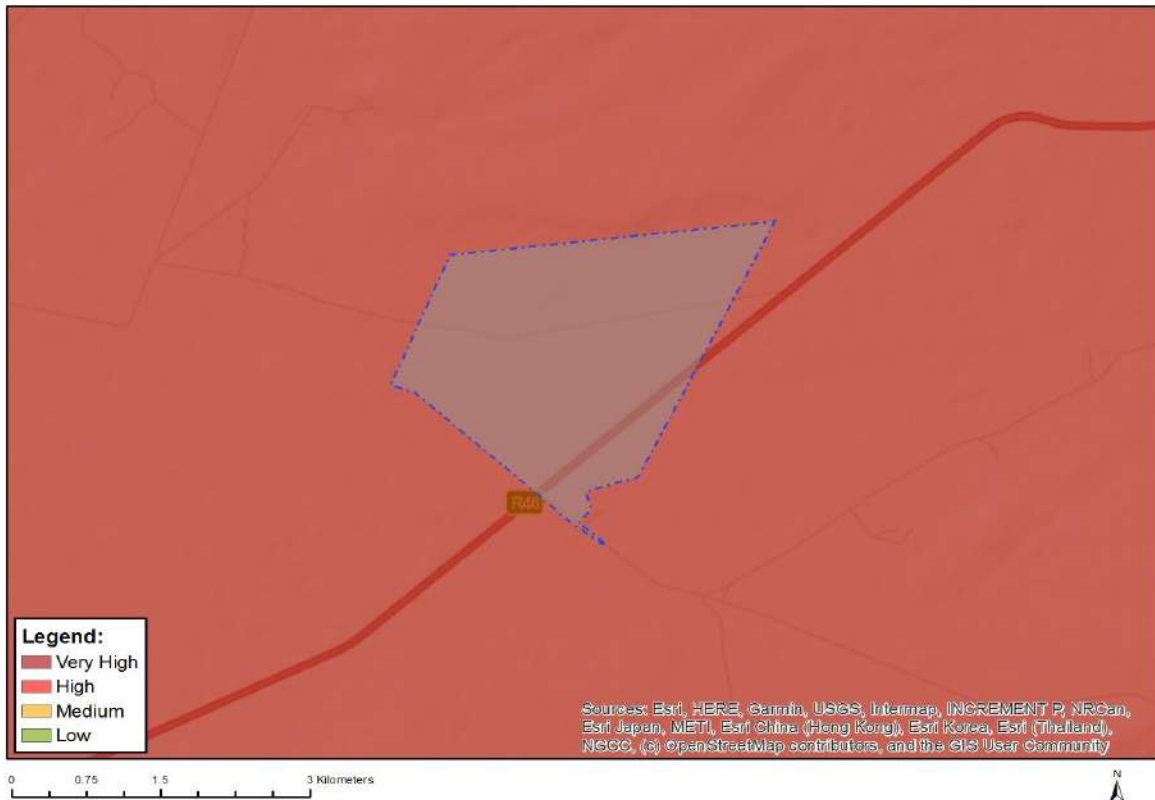 R46
Legend:
Very High
High
Medium
Low
Sources: Esri, HERE, Garmin, USGS, Intermap, INCREMENT P, NRCan,
Esri Japan, METI, Esri China (Hong Kong), Esri Korea, Esri (Thailand),
NGCC, (c) OpenStreetMap contributors, and the GIS User Community
0 0.75 1.5 3 Kilometers
N